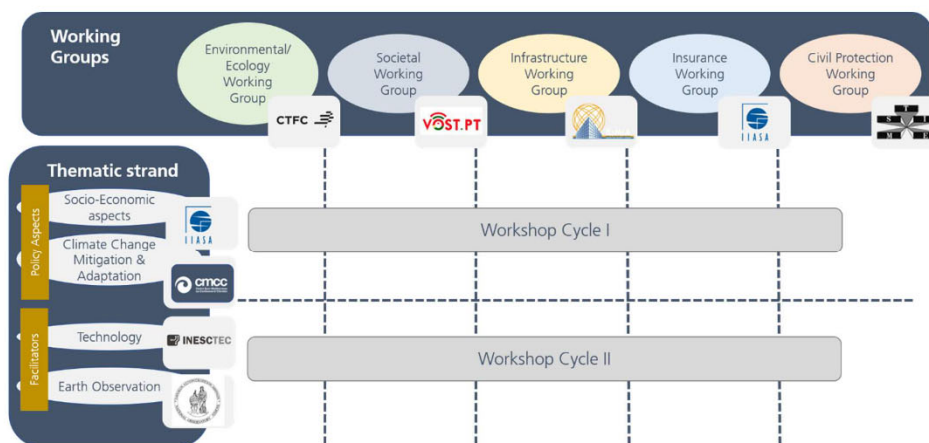 Working
Groups
Environmental/
Ecology
Working
Group
Societal
Working
Group
Infrastructure
Working
Group
Insurance
Working
Group
Civil Protection
Working
Group
CTFC
VOST.PT
IIASA
T
S I
M E
Thematic strand
Policy Aspects
Socio-Economic
aspects
IIASA
Climate Change
Mitigation &
Adaptation
cmcc
Workshop Cycle I
Facilitators
Technology
INESCTEC
Earth Observation
Workshop Cycle II